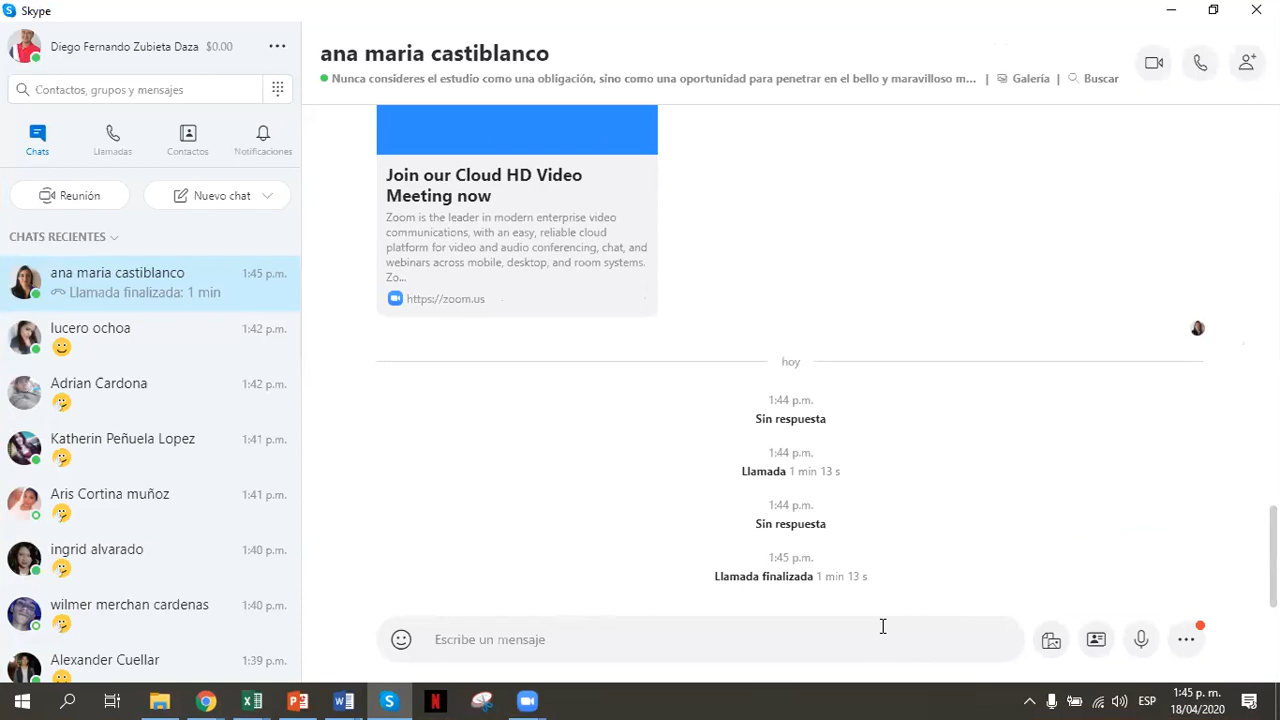 Skype
Diego Fernando Zubieta Daza $0.00
Contactos, grupos y mensajes
Chats
Llamadas
Contactos
Notificaciones
Reunión
Nuevo chat
CHATS RECIENTES
ana maria castiblanco 1:45 p.m.
Llamada finalizada: 1 min
lucero ochoa 1:42 p.m.
Adrian Cardona 1:42 p.m.
Katherin Peñuela Lopez 1:41 p.m.
Aris Cortina muñoz 1:41 p.m.
ingrid alvarado 1:40 p.m.
wilmer merchan cardenas 1:40 p.m.
Alexander Cuellar 1:39 p.m.
ana maria castiblanco
Nunca consideres el estudio como una obligación, sino como una oportunidad para penetrar en el bello y maravilloso m... | Galería | Buscar
Join our Cloud HD Video
Meeting now
Zoom is the leader in modern enterprise video
communications, with an easy, reliable cloud
platform for video and audio conferencing, chat, and
webinars across mobile, desktop, and room systems.
Zo...
https://zoom.us
hoy
1:44 p.m.
Sin respuesta
1:44 p.m.
Llamada 1 min 13 s
1:44 p.m.
Sin respuesta
1:45 p.m.
Llamada finalizada 1 min 13 s
Escribe un mensaje
ESP
1:45 p. m.
18/04/2020